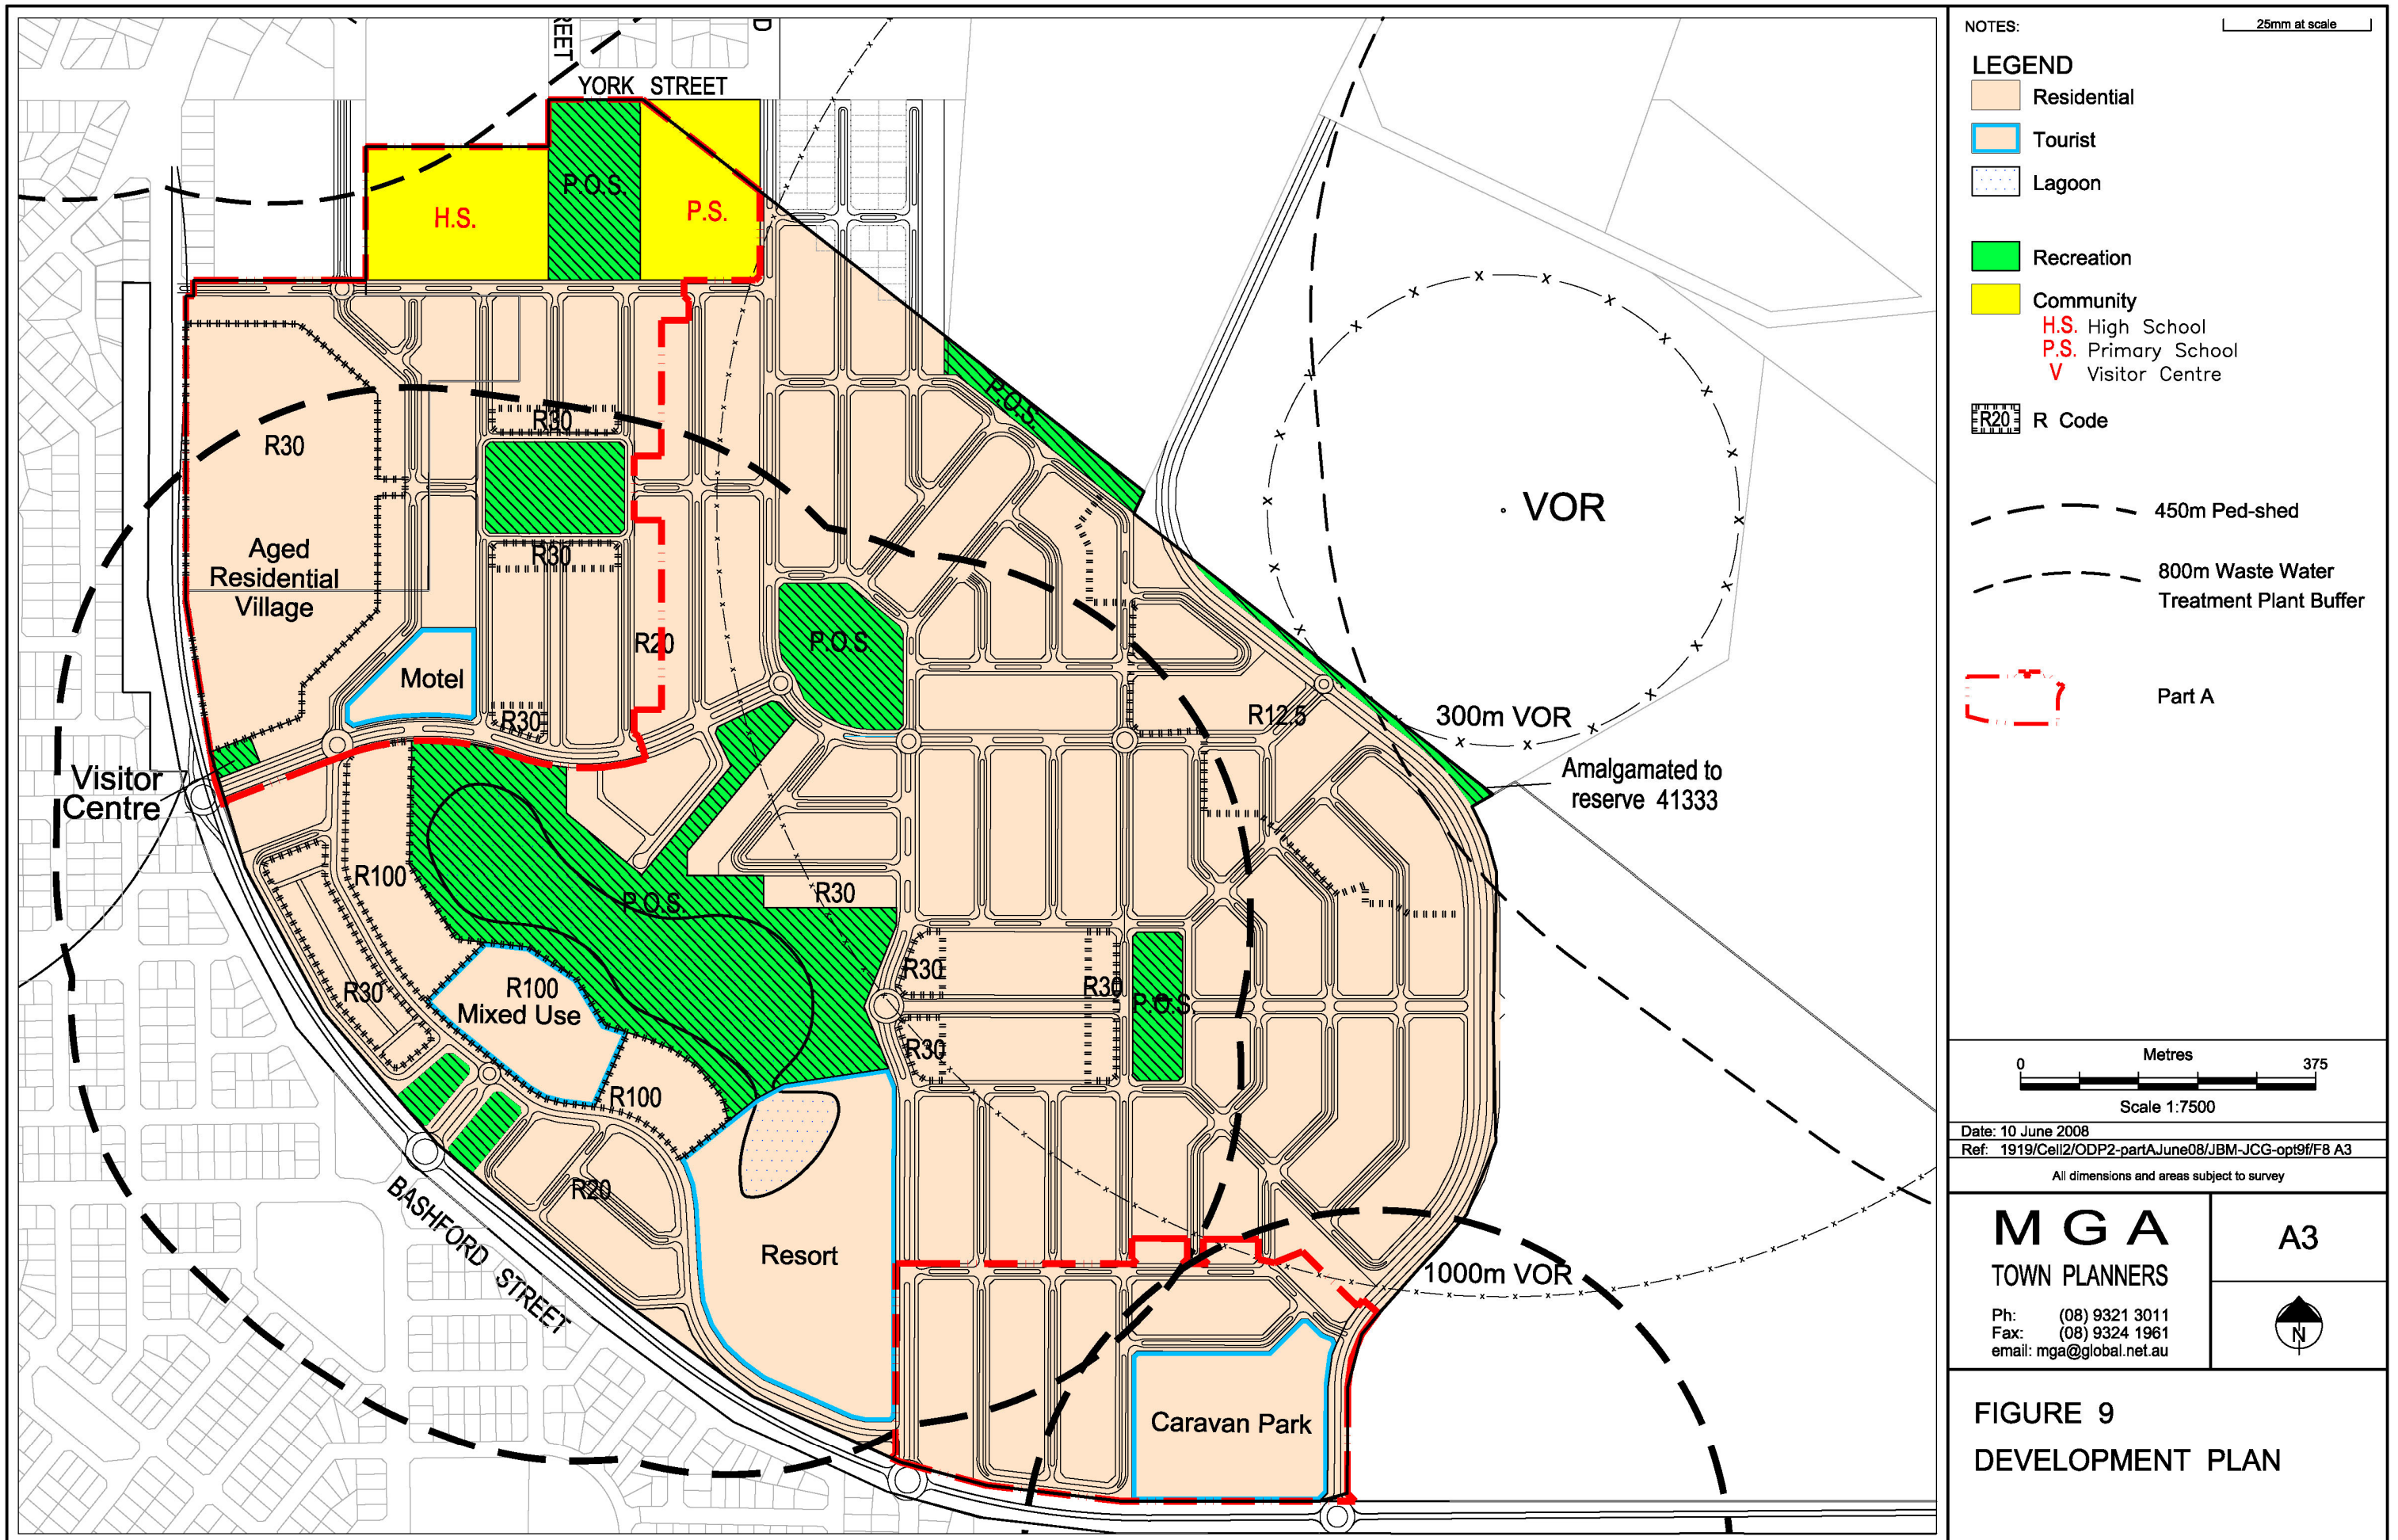 REET
D
YORK STREET
H.S.
P.O.S.
P.S.
P.O.S.
R30
R30
Aged
Residential
Village
R30
Motel
R30
R20
P.O.S.
R12.5
VOR
300m VOR
Amalgamated to
reserve 41333
Visitor
Centre
R100
P.O.S.
R30
R30
R100
Mixed Use
R30
R30
P.O.S.
R30
R100
R20
BASHFORD STREET
Resort
1000m VOR
Caravan Park
NOTES:
25mm at scale
LEGEND
Residential
Tourist
Lagoon
Recreation
Community
H.S. High School
P.S. Primary School
V Visitor Centre
R20 R Code
450m Ped-shed
800m Waste Water
Treatment Plant Buffer
Part A
Metres
0 375
Scale 1:7500
Date: 10 June 2008
Ref: 1919/Cell2/ODP2-partAJune08/JBM-JCG-opt9f/F8 A3
All dimensions and areas subject to survey
MGA
TOWN PLANNERS
Ph: (08) 9321 3011
Fax: (08) 9324 1961
email: mga@global.net.au
A3
N
FIGURE 9
DEVELOPMENT PLAN